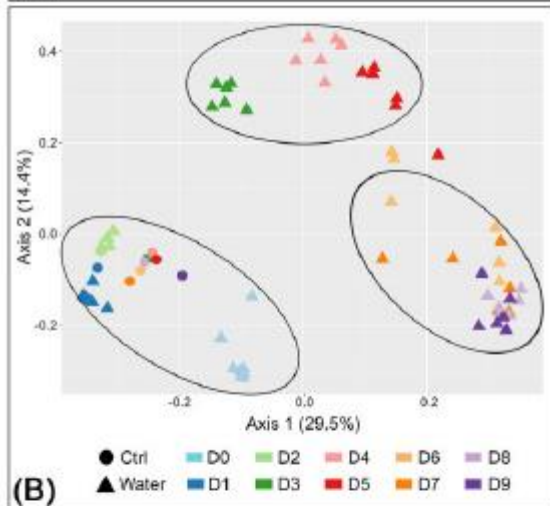 0.4
0.2
0.0
-0.2
Axis 2 (14.4%)
-0.2 0.0 0.2
Axis 1 (29.5%)
Ctrl D0 D2 D4 D6 D8
Water D1 D3 D5 D7 D9
(B)